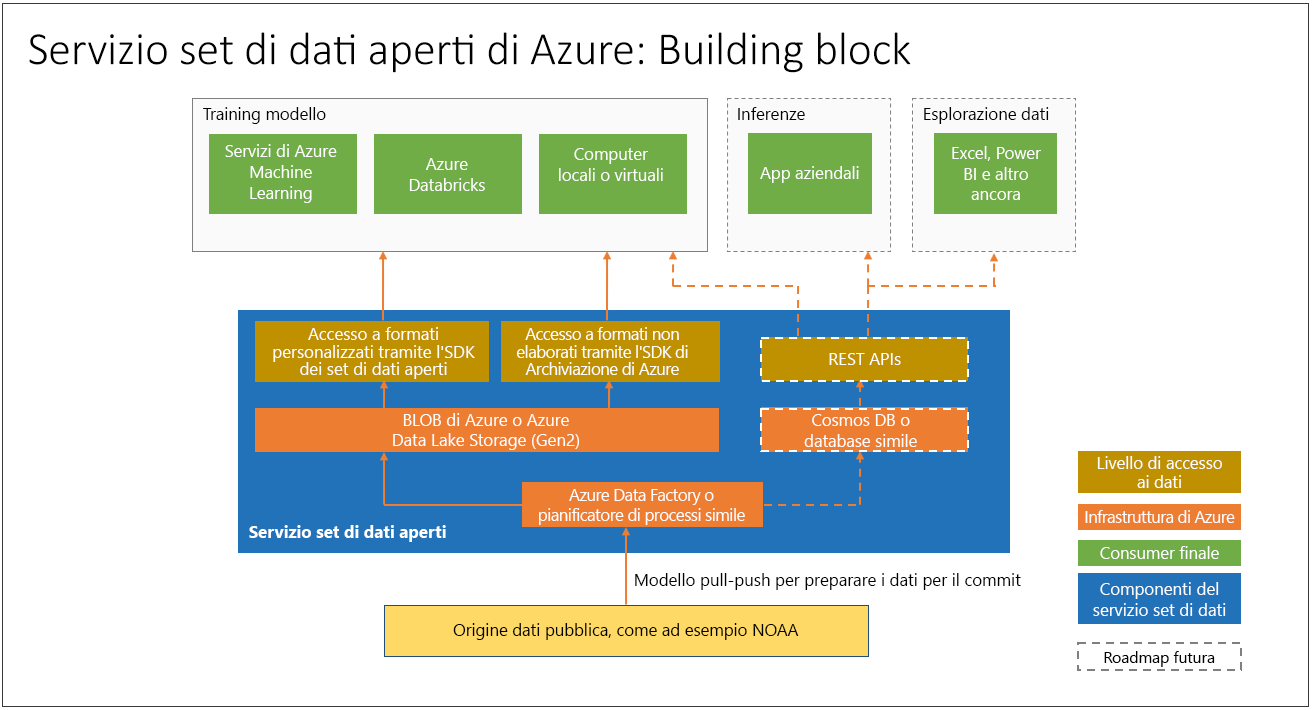 Servizio set di dati aperti di Azure: Building block
Training modello
Servizi di Azure
Machine
Learning
Azure
Databricks
Computer
locali o virtuali
Inferenze
App aziendali
Esplorazione dati
Excel, Power
BI e altro
ancora
Accesso a formati
personalizzati tramite l'SDK
dei set di dati aperti
Accesso a formati non
elaborati tramite l'SDK di
Archiviazione di Azure
REST APIs
BLOB di Azure o Azure
Data Lake Storage (Gen2)
Cosmos DB o
database simile
Azure Data Factory o
pianificatore di processi simile
Servizio set di dati aperti
Modello pull-push per preparare i dati per il commit
Origine dati pubblica, come ad esempio NOAA
Livello di accesso
ai dati
Infrastruttura di Azure
Consumer finale
Componenti del
servizio set di dati
Roadmap futura